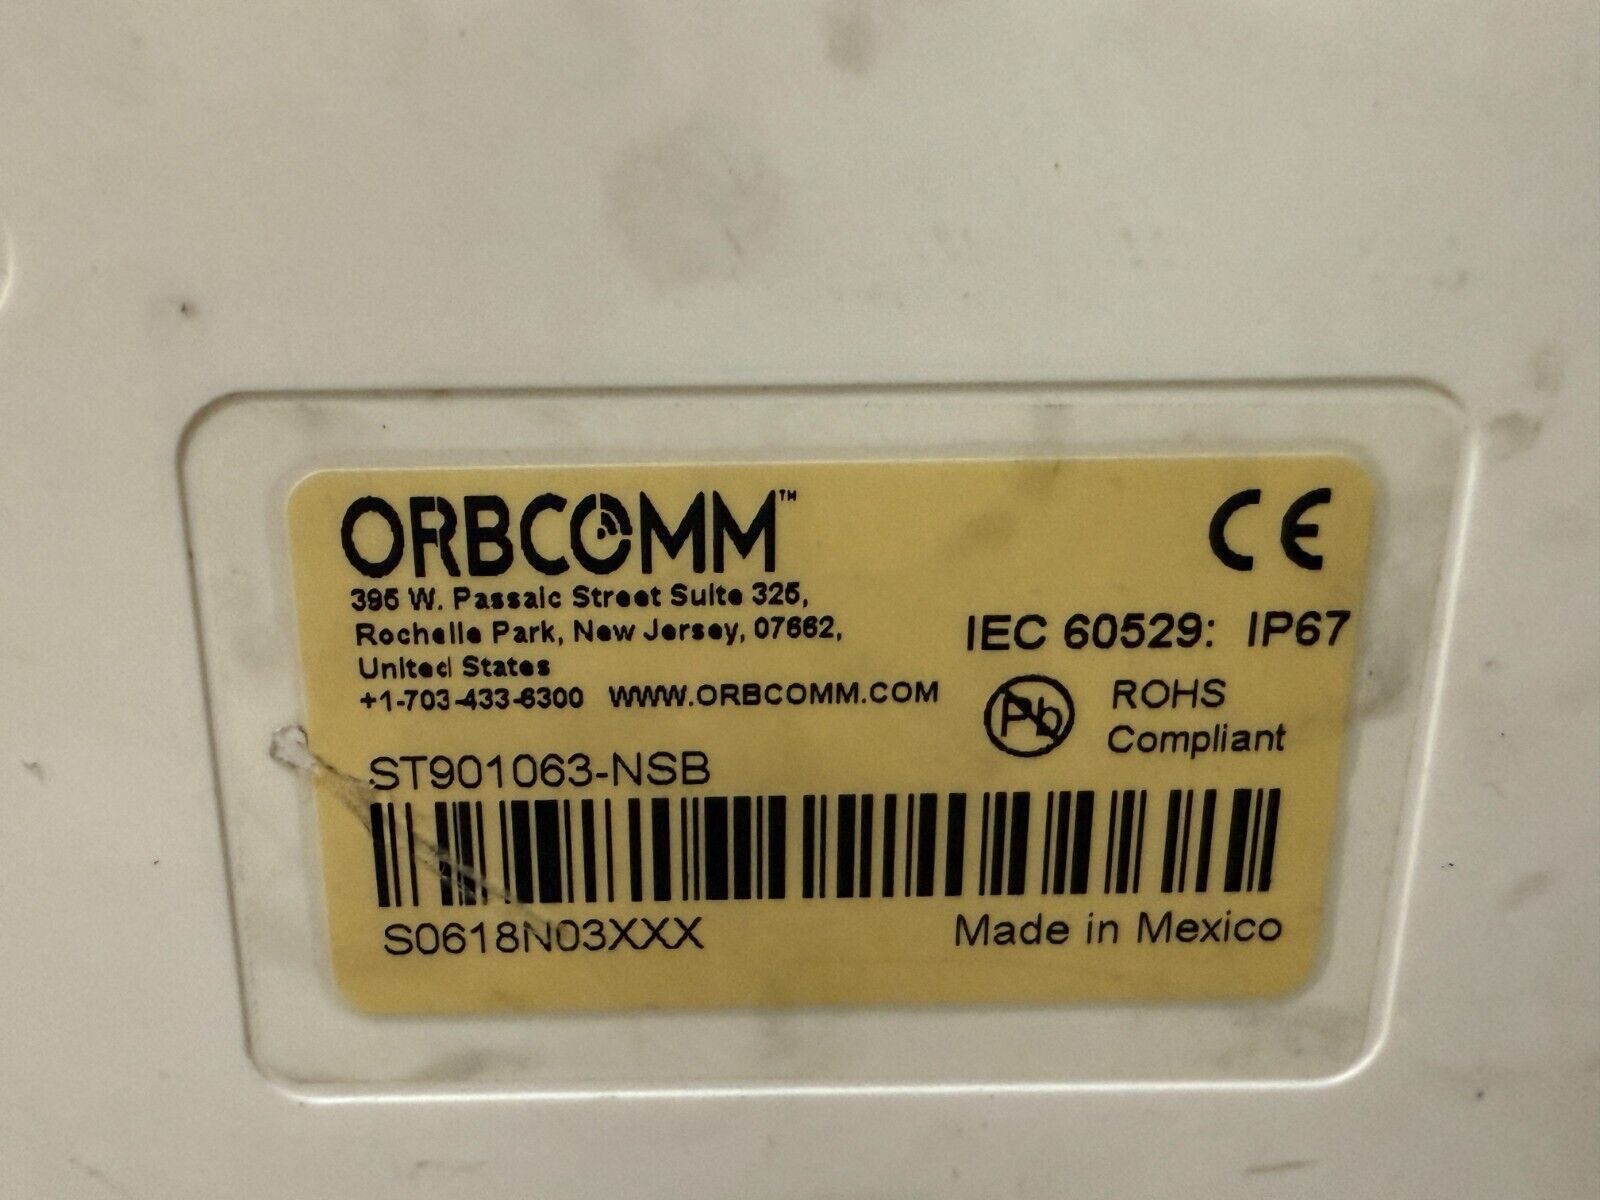 ORBCOMM™
CE
395 W. Passaic Street Suite 325,
Rochelle Park, New Jersey, 07662,
United States
+1-703-433-6300 WWW.ORBCOMM.COM
IEC 60529: IP67
Pb
ROHS
Compliant
ST901063-NSB
S0618N03XXX
Made in Mexico